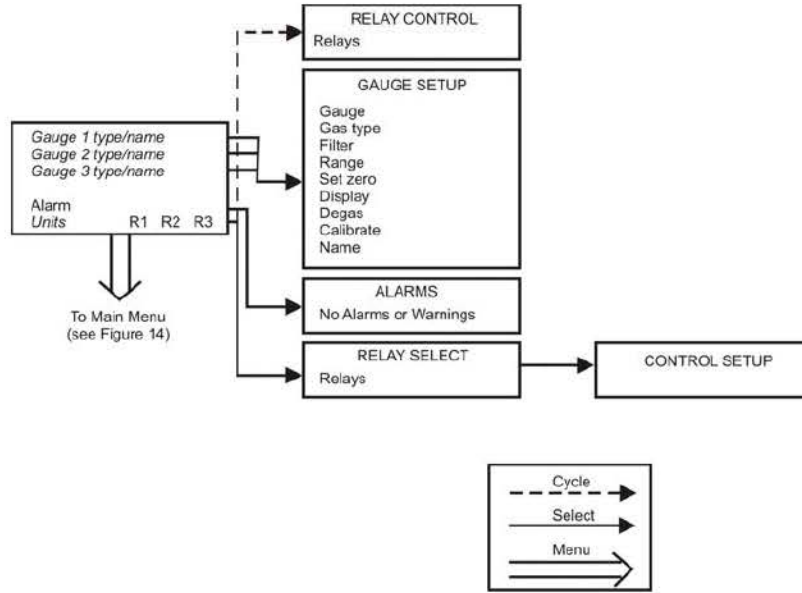 RELAY CONTROL
Relays
GAUGE SETUP
Gauge
Gas type
Filter
Range
Set zero
Display
Degas
Calibrate
Name
Gauge 1 type/name
Gauge 2 type/name
Gauge 3 type/name
Alarm
Units R1 R2 R3
To Main Menu
(see Figure 14)
ALARMS
No Alarms or Warnings
RELAY SELECT
Relays
CONTROL SETUP
Cycle
Select
Menu